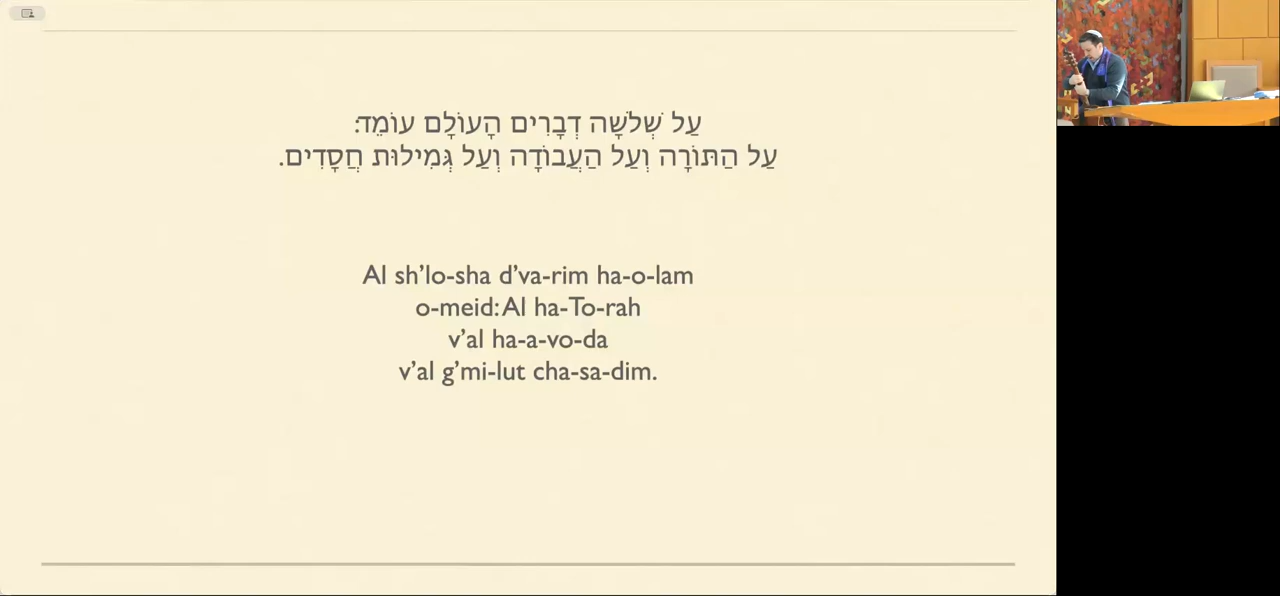 עַל שְׁלֹשָׁה דְבָרִים הָעוֹלָם עוֹמֵד:
עַל הַתּוֹרָה וְעַל הַעֲבוֹדָה וְעַל גְּמִילוּת חֲסָדִים.
Al sh’lo-sha d’va-rim ha-o-lam
o-meid: Al ha-To-rah
v’al ha-a-vo-da
v’al g’mi-lut cha-sa-dim.